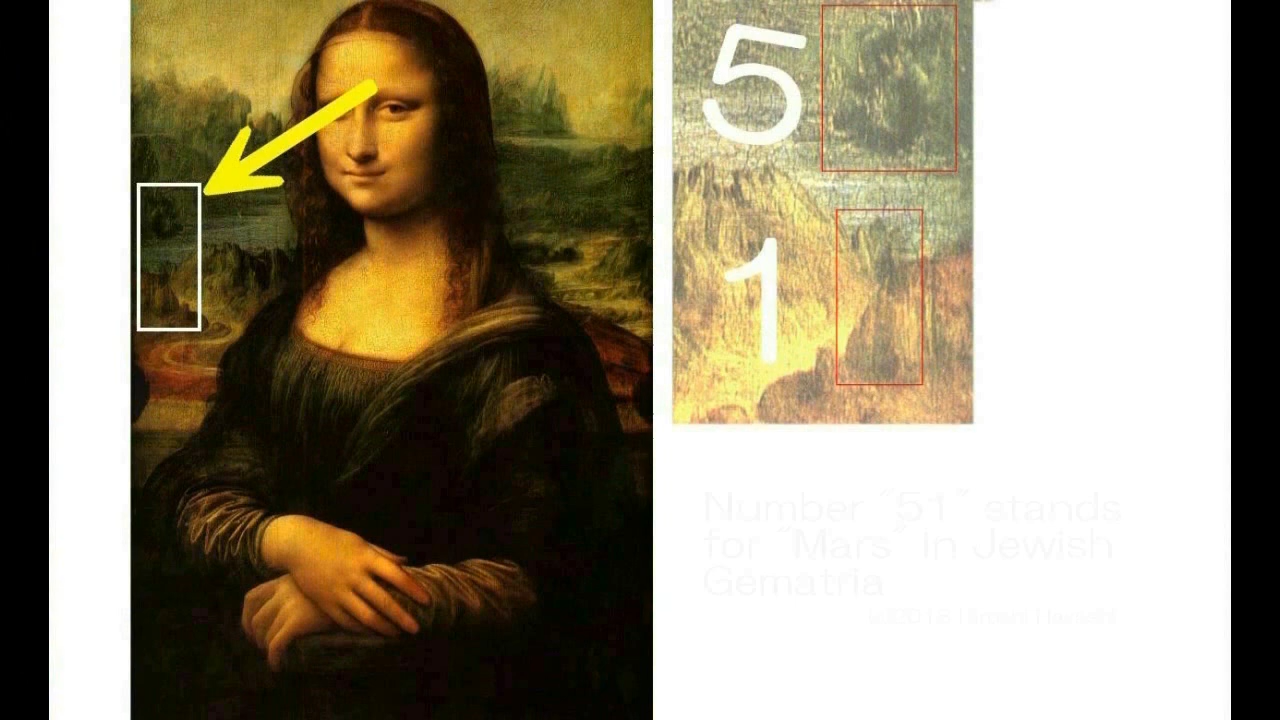 5
1
Number "51" stands
for "Mars" in Jewish
Gematria